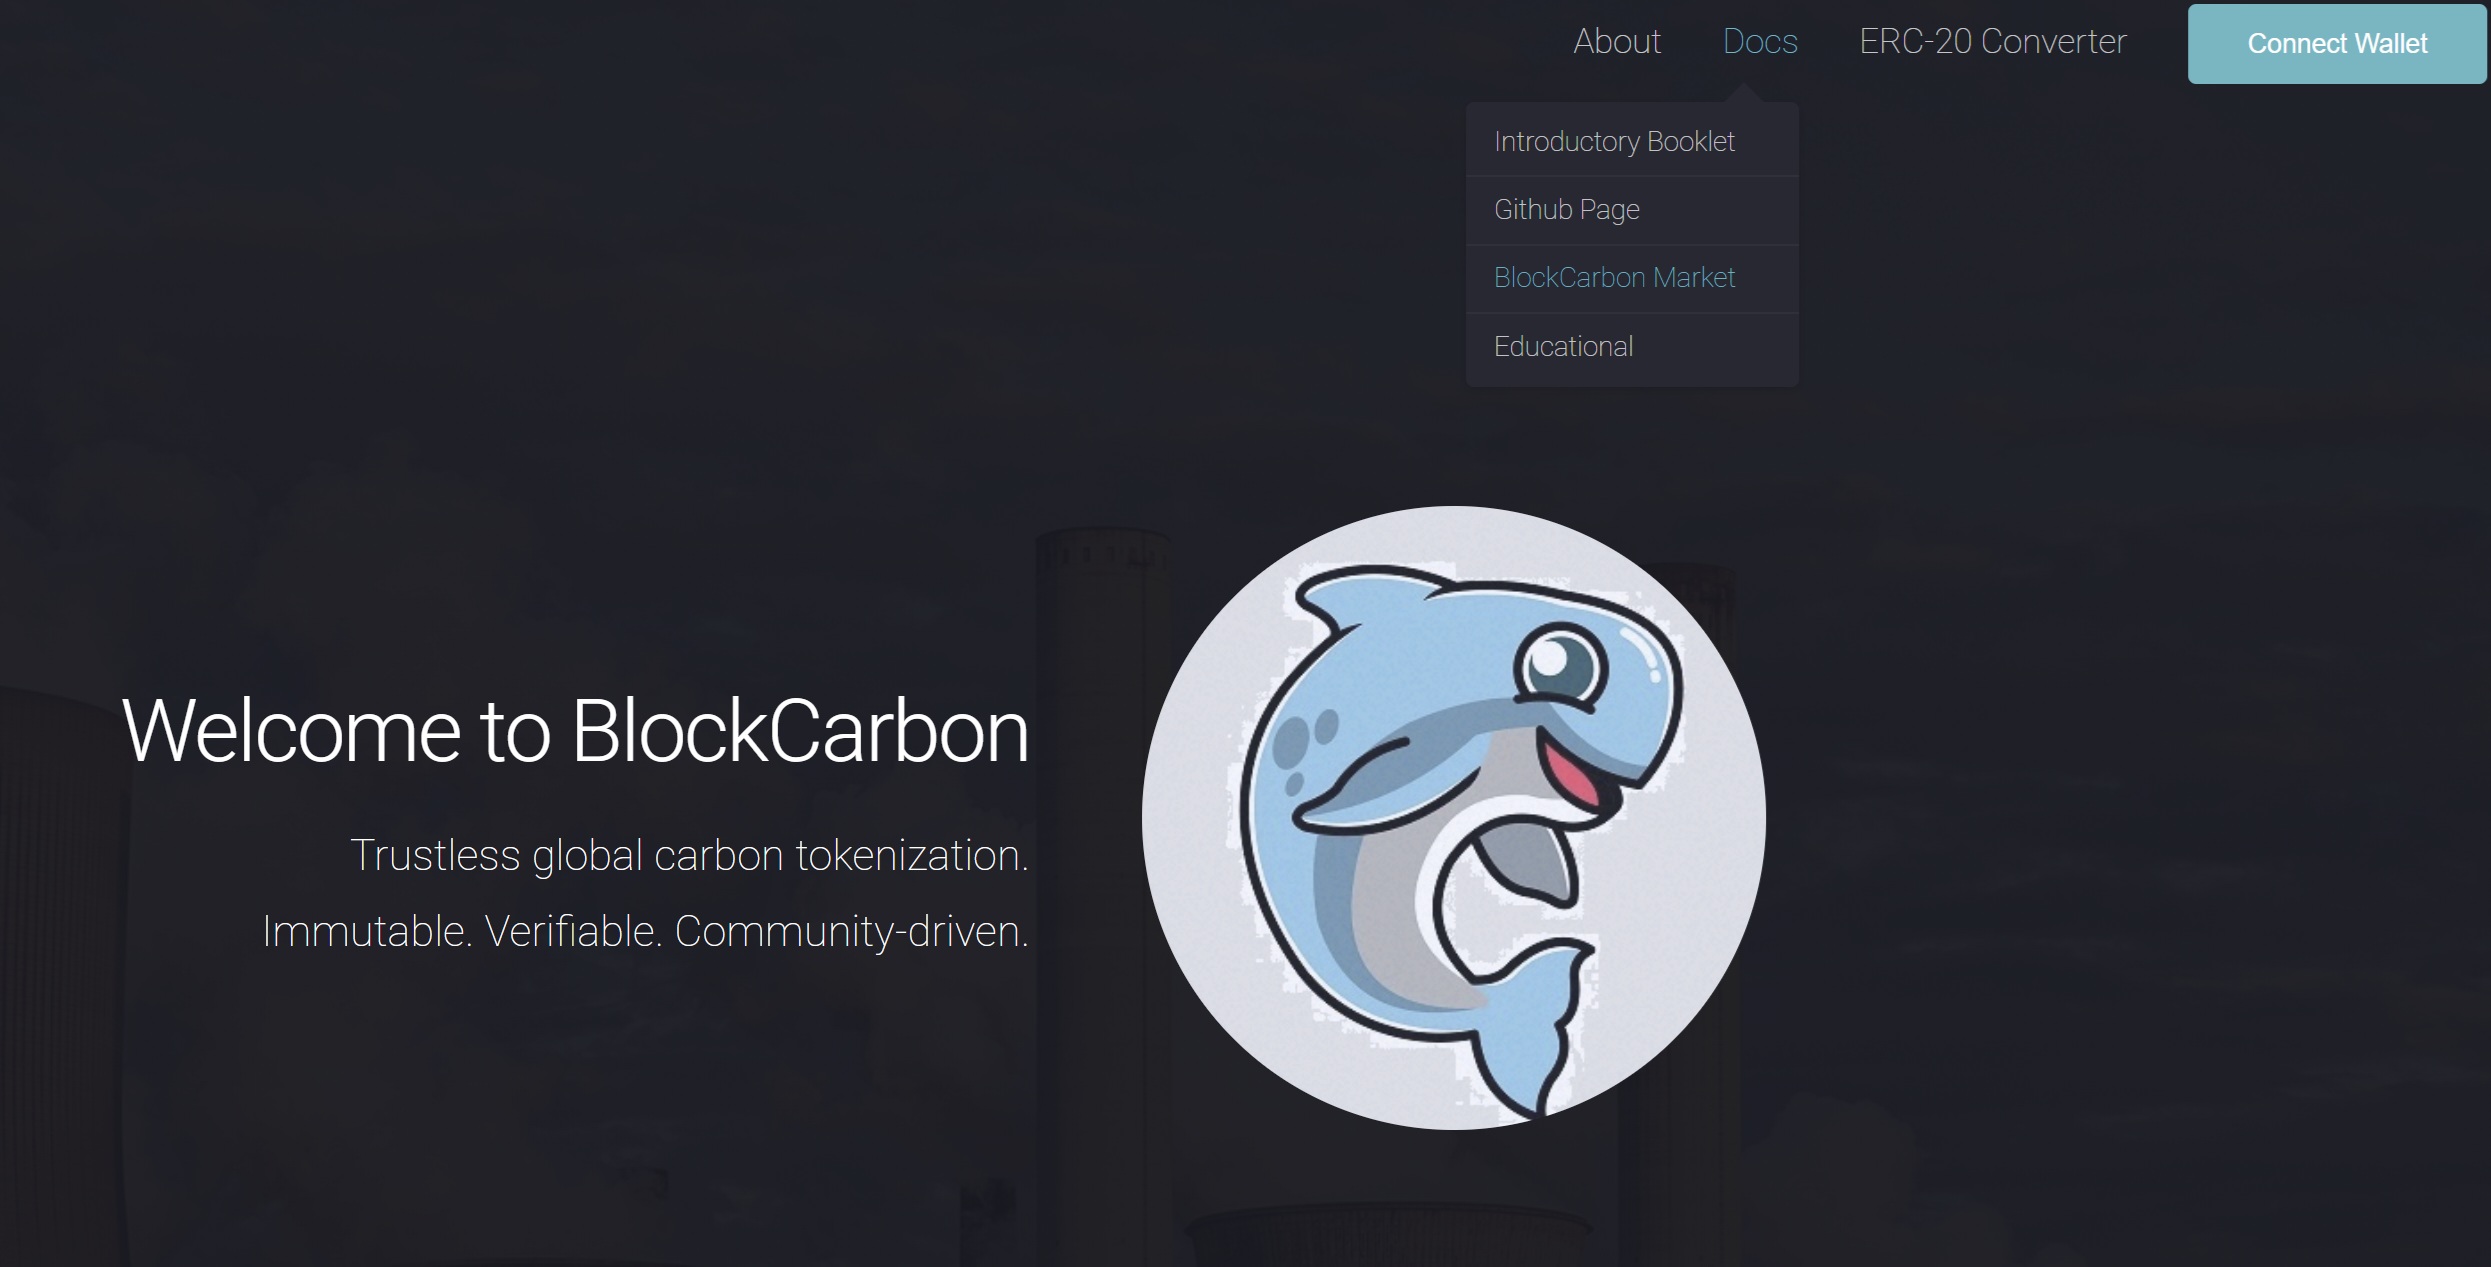 About
Docs
ERC-20 Converter
Connect Wallet
Introductory Booklet
Github Page
BlockCarbon Market
Educational
Welcome to BlockCarbon
Trustless global carbon tokenization.
Immutable. Verifiable. Community-driven.